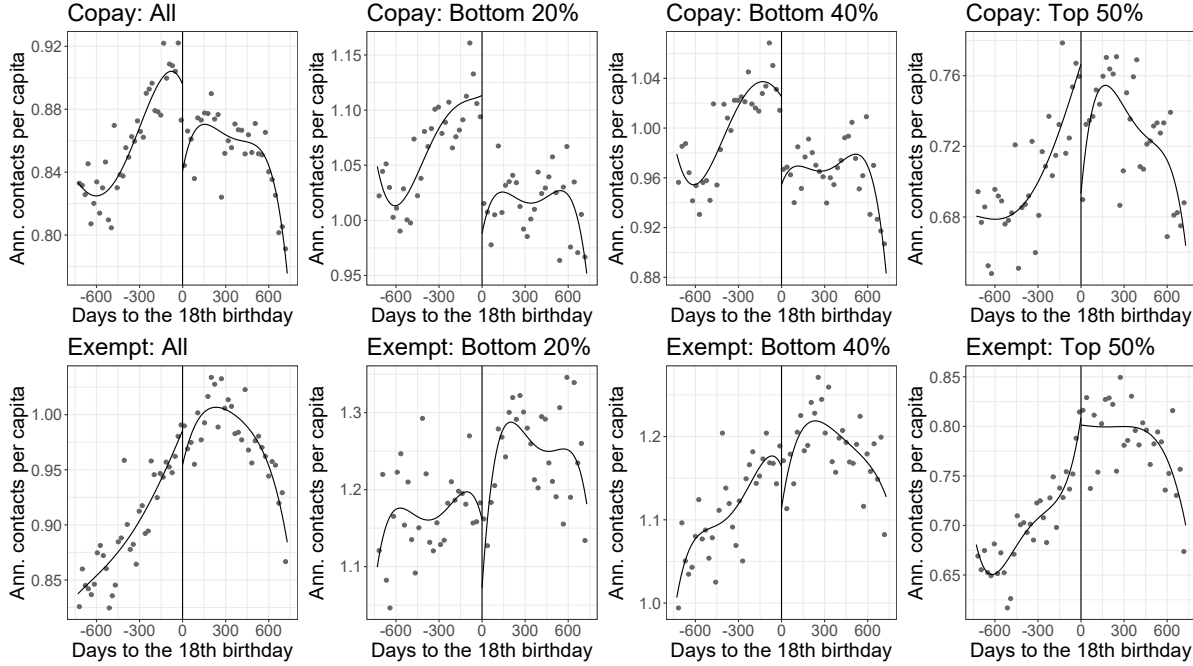 Copay: All
Copay: Bottom 20%
Copay: Bottom 40%
Copay: Top 50%
Ann. contacts per capita
0.92
0.88
0.84
0.80
-600 -300 0 300 600
Days to the 18th birthday
Ann. contacts per capita
1.15
1.10
1.05
1.00
0.95
-600 -300 0 300 600
Days to the 18th birthday
Ann. contacts per capita
1.04
1.00
0.96
0.92
0.88
-600 -300 0 300 600
Days to the 18th birthday
Ann. contacts per capita
0.76
0.72
0.68
-600 -300 0 300 600
Days to the 18th birthday
Exempt: All
Exempt: Bottom 20%
Exempt: Bottom 40%
Exempt: Top 50%
Ann. contacts per capita
1.00
0.95
0.90
0.85
-600 -300 0 300 600
Days to the 18th birthday
Ann. contacts per capita
1.3
1.2
1.1
-600 -300 0 300 600
Days to the 18th birthday
Ann. contacts per capita
1.2
1.1
1.0
-600 -300 0 300 600
Days to the 18th birthday
Ann. contacts per capita
0.85
0.80
0.75
0.70
0.65
-600 -300 0 300 600
Days to the 18th birthday